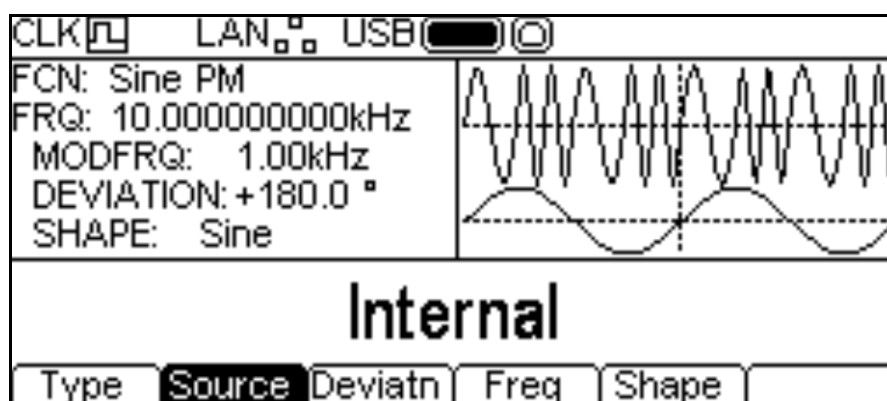 CLK LAN USB
FCN: Sine PM
FRQ: 10.000000000kHz
MODFRQ: 1.00kHz
DEVIATION: +180.0 °
SHAPE: Sine
Internal
Type Source Deviatn Freq Shape